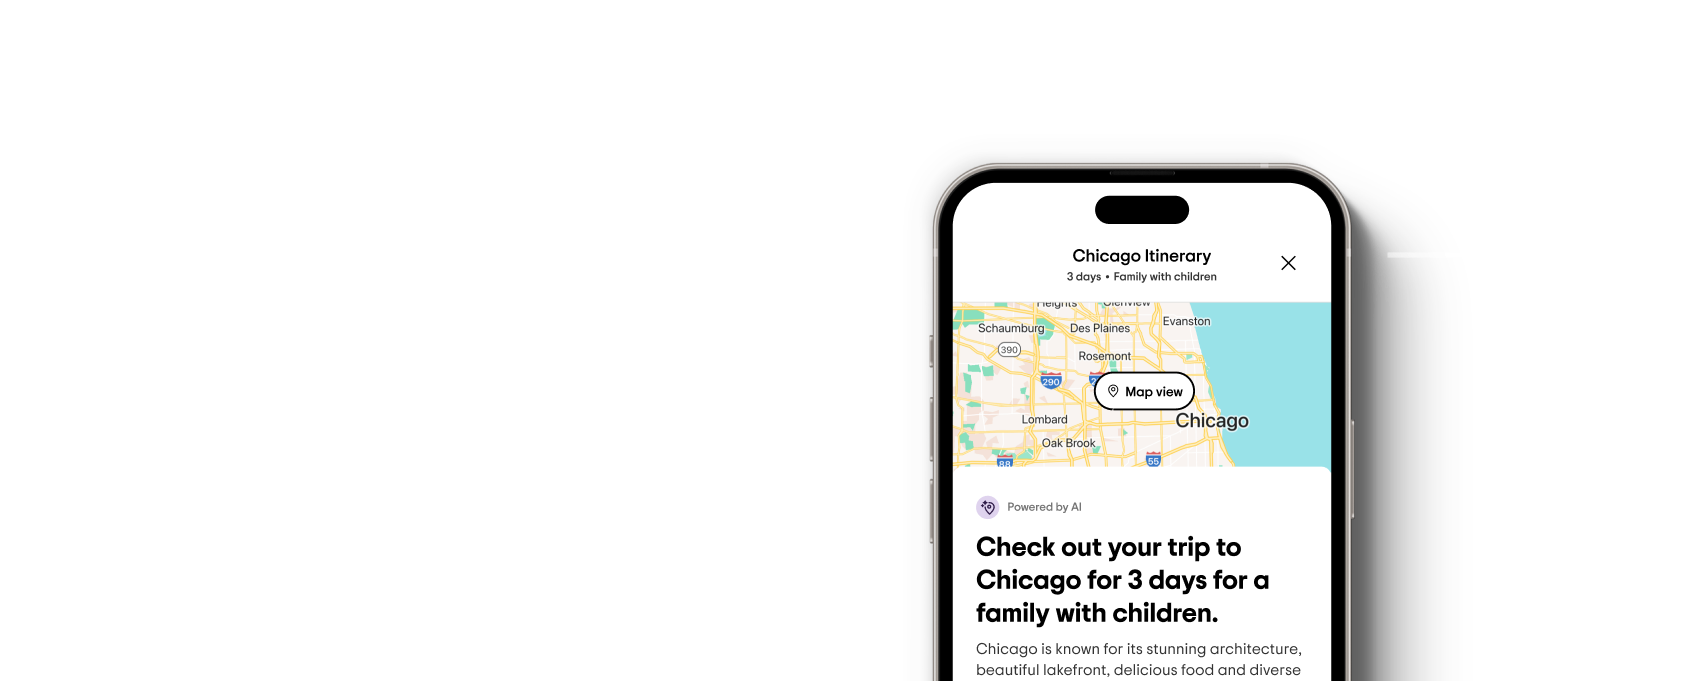 Chicago Itinerary
3 days • Family with children
Heights
Glenview
Schaumburg
Des Plaines
Evanston
390
Rosemont
290
Map view
Lombard
Chicago
Oak Brook
88
55
Powered by AI
Check out your trip to
Chicago for 3 days for a
family with children.
Chicago is known for its stunning architecture,
beautiful lakefront, delicious food and diverse